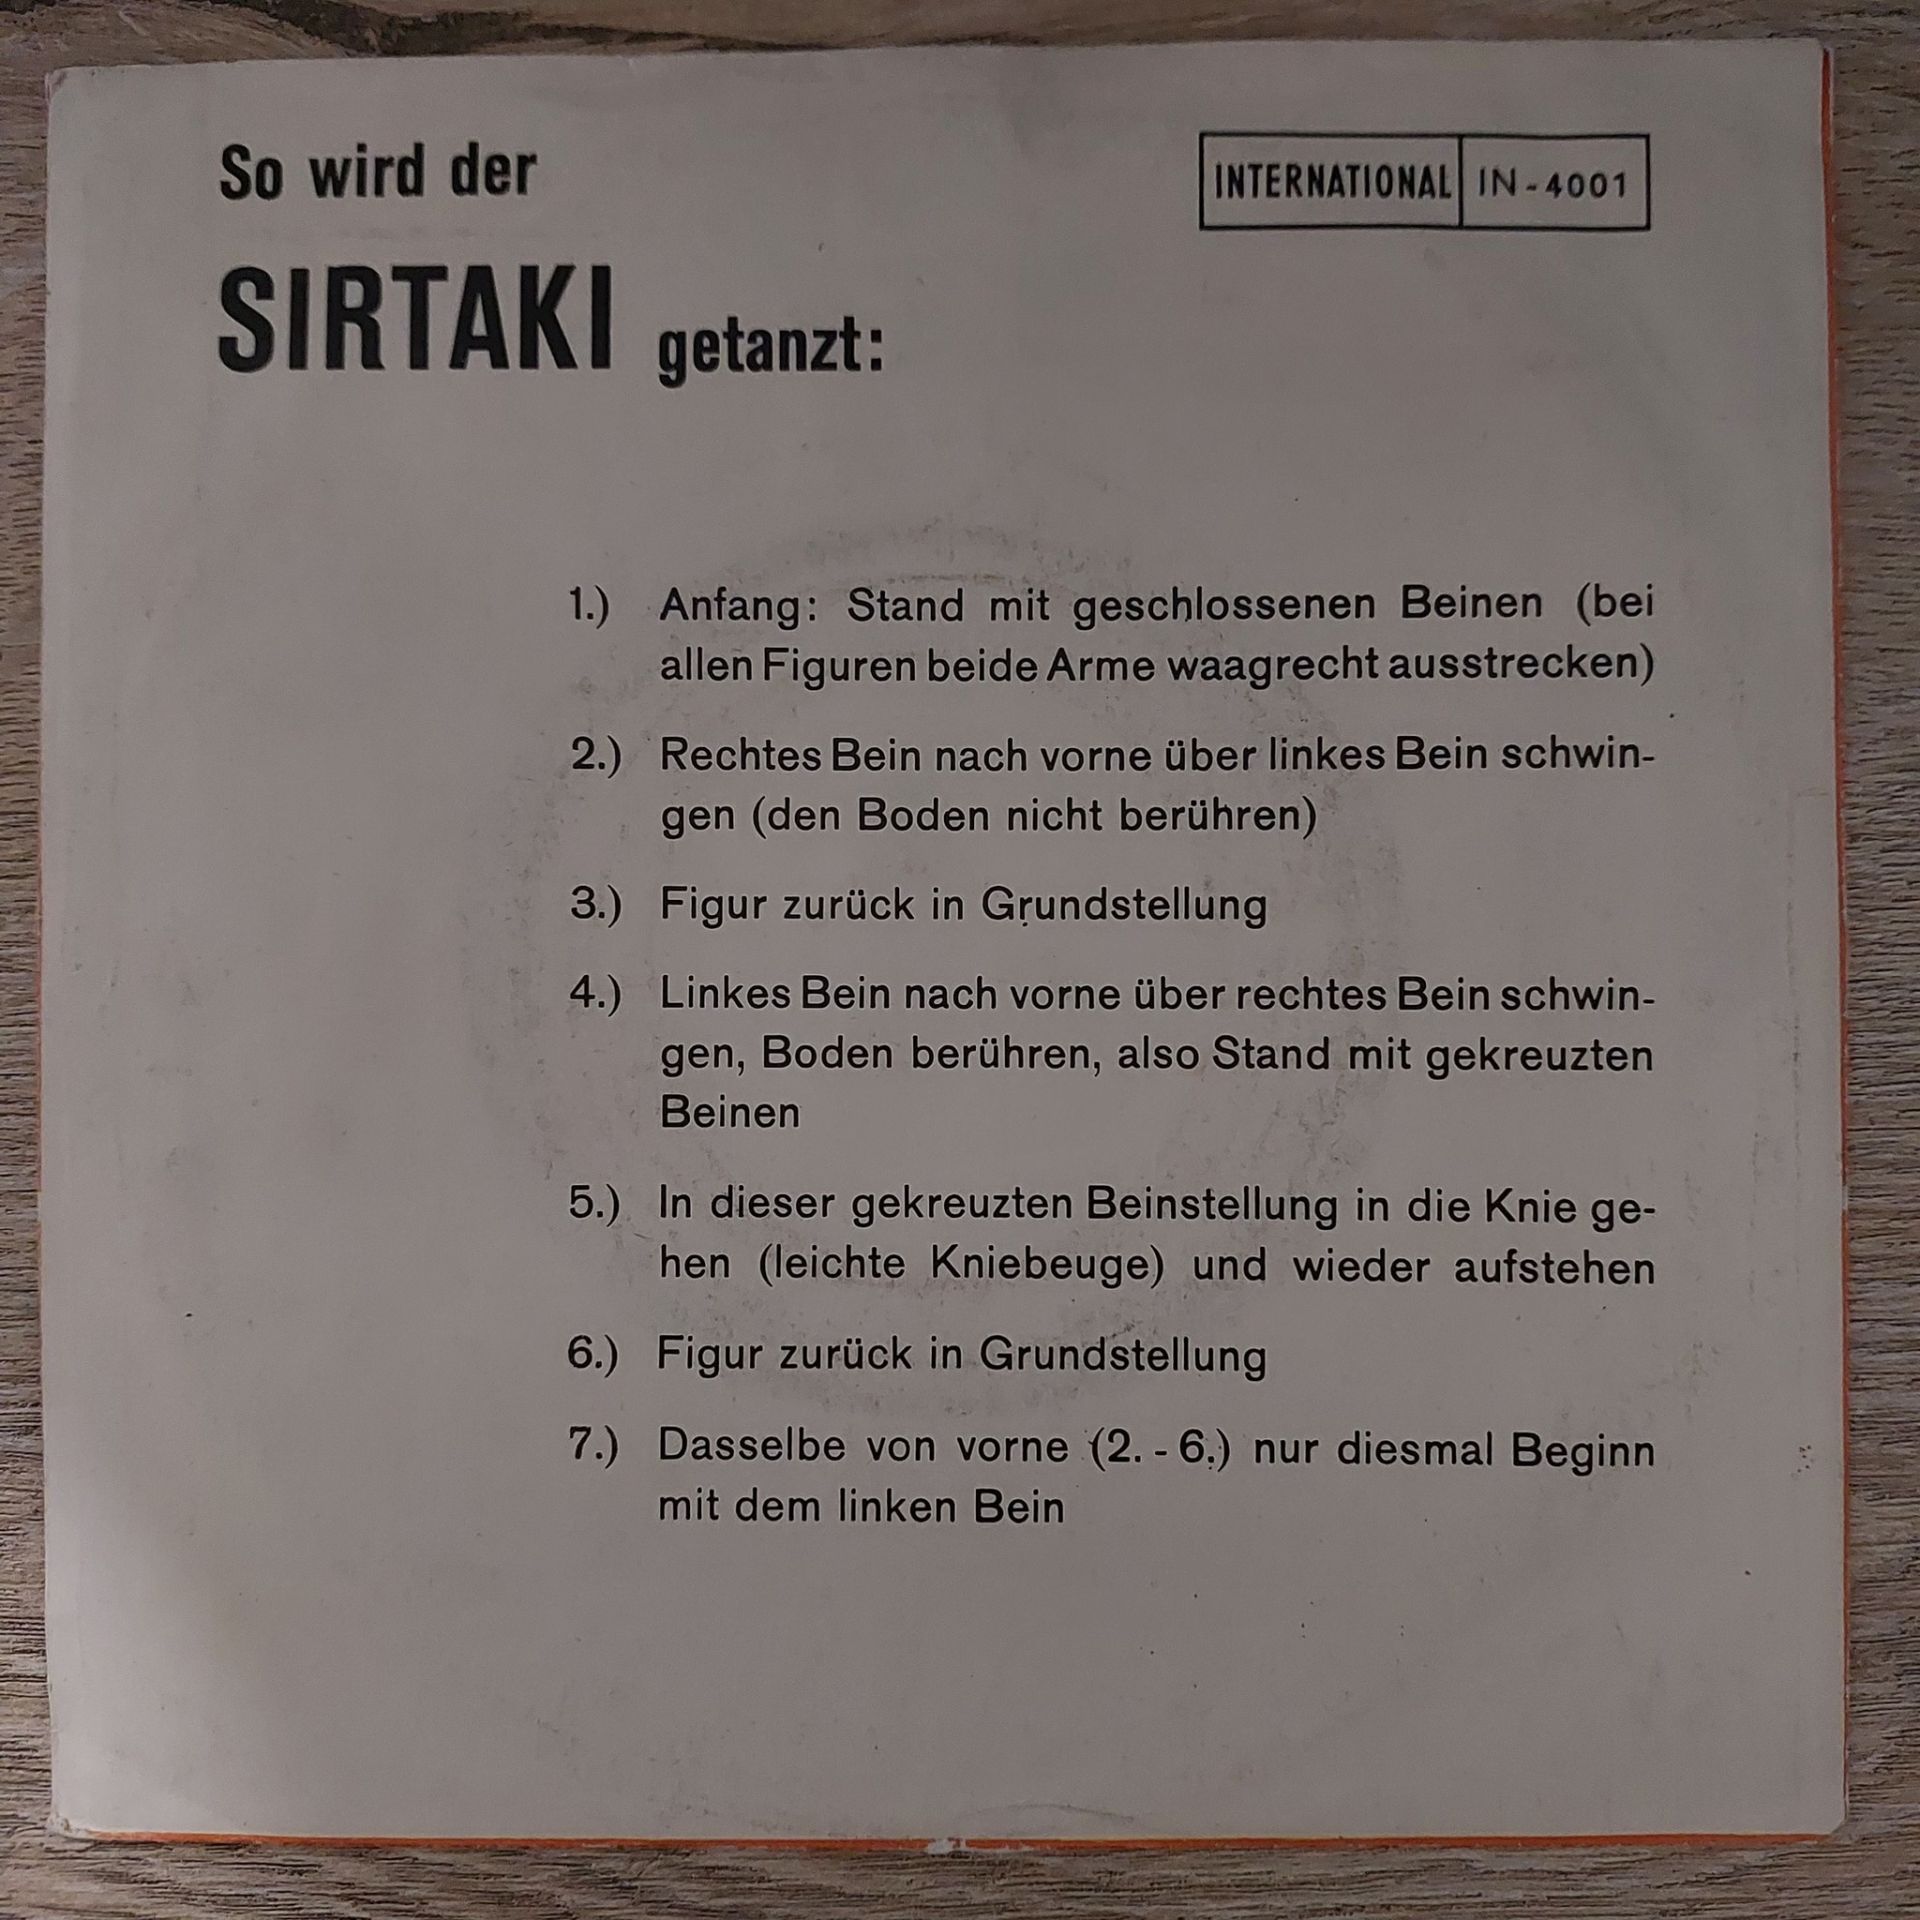 So wird der
INTERNATIONAL IN-4001
SIRTAKI getanzt:
1.) Anfang: Stand mit geschlossenen Beinen (bei
allen Figuren beide Arme waagrecht ausstrecken)
2.) Rechtes Bein nach vorne über linkes Bein schwin-
gen (den Boden nicht berühren)
3.) Figur zurück in Grundstellung
4.) Linkes Bein nach vorne über rechtes Bein schwin-
gen, Boden berühren, also Stand mit gekreuzten
Beinen
5.) In dieser gekreuzten Beinstellung in die Knie ge-
hen (leichte Kniebeuge) und wieder aufstehen
6.) Figur zurück in Grundstellung
7.) Dasselbe von vorne (2. - 6.) nur diesmal Beginn
mit dem linken Bein